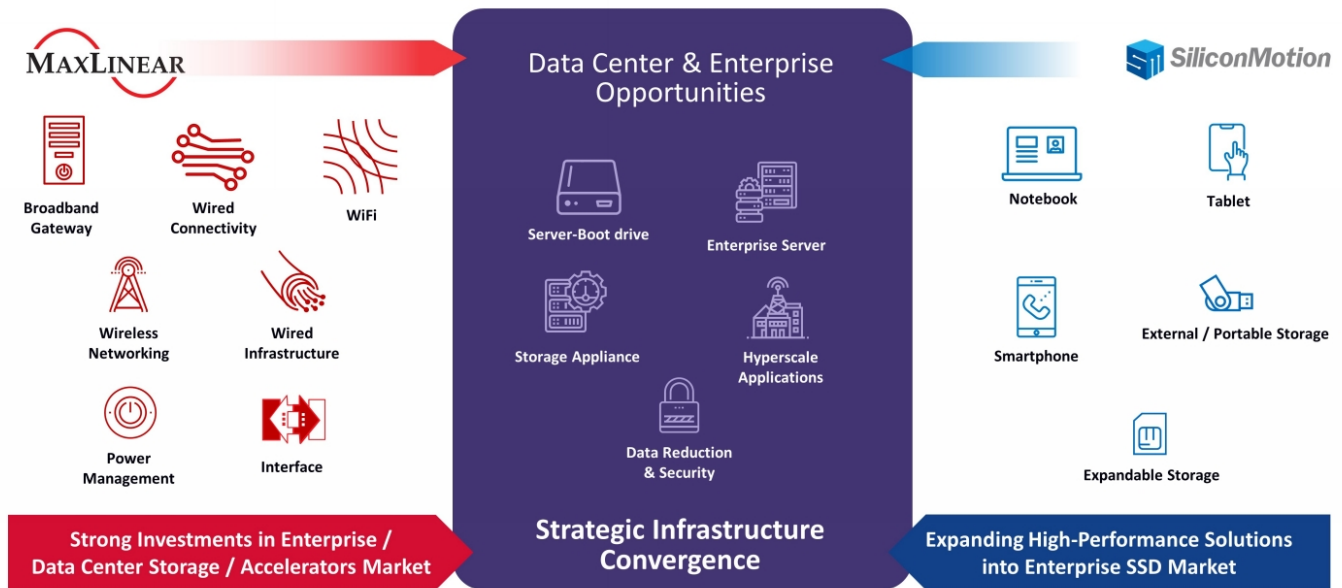 MAXLINEAR
Broadband
Gateway
Wired
Connectivity
WiFi
Wireless
Networking
Wired
Infrastructure
Power
Management
Interface
Strong Investments in Enterprise /
Data Center Storage / Accelerators Market
Data Center & Enterprise
Opportunities
Server-Boot drive
Enterprise Server
Storage Appliance
Hyperscale
Applications
Data Reduction
& Security
Strategic Infrastructure
Convergence
SiliconMotion
Notebook
Tablet
Smartphone
External / Portable Storage
Expandable Storage
Expanding High-Performance Solutions
into Enterprise SSD Market